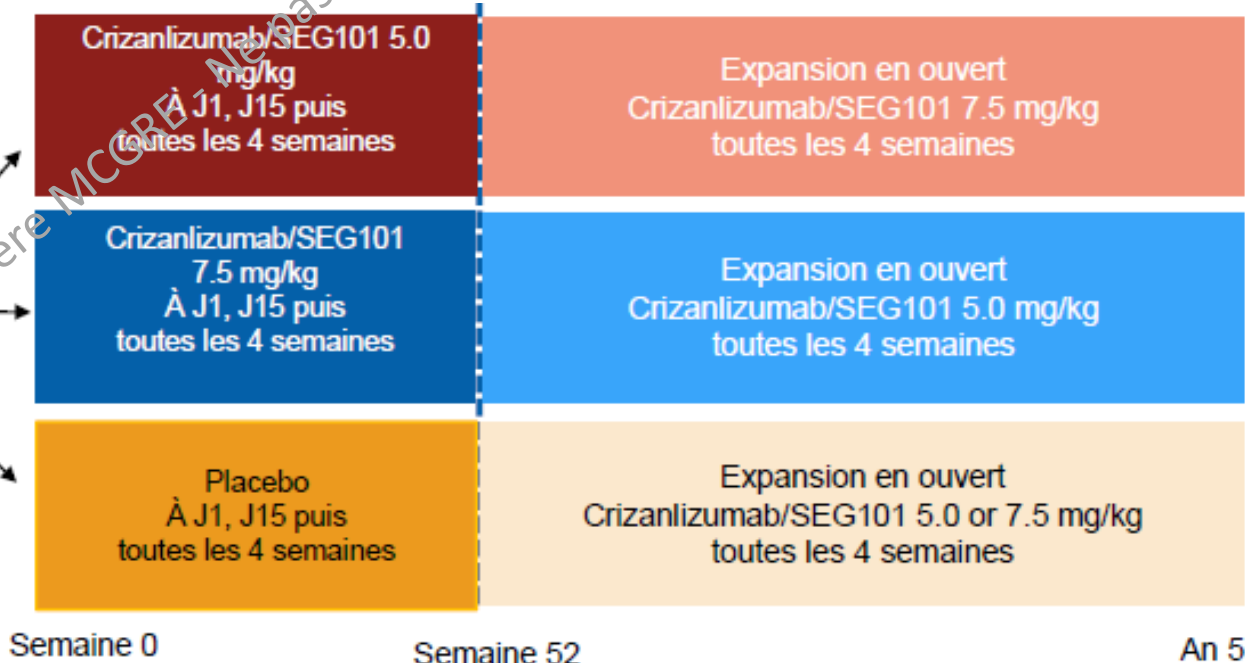 Crizanlizumab/SEG101 5.0
mg/kg
À J1, J15 puis
toutes les 4 semaines
Expansion en ouvert
Crizanlizumab/SEG101 7.5 mg/kg
toutes les 4 semaines
Crizanlizumab/SEG101
7.5 mg/kg
À J1, J15 puis
toutes les 4 semaines
Expansion en ouvert
Crizanlizumab/SEG101 5.0 mg/kg
toutes les 4 semaines
Placebo
À J1, J15 puis
toutes les 4 semaines
Expansion en ouvert
Crizanlizumab/SEG101 5.0 or 7.5 mg/kg
toutes les 4 semaines
Semaine 0
Semaine 52
An 5
MCGRE - Ne pas